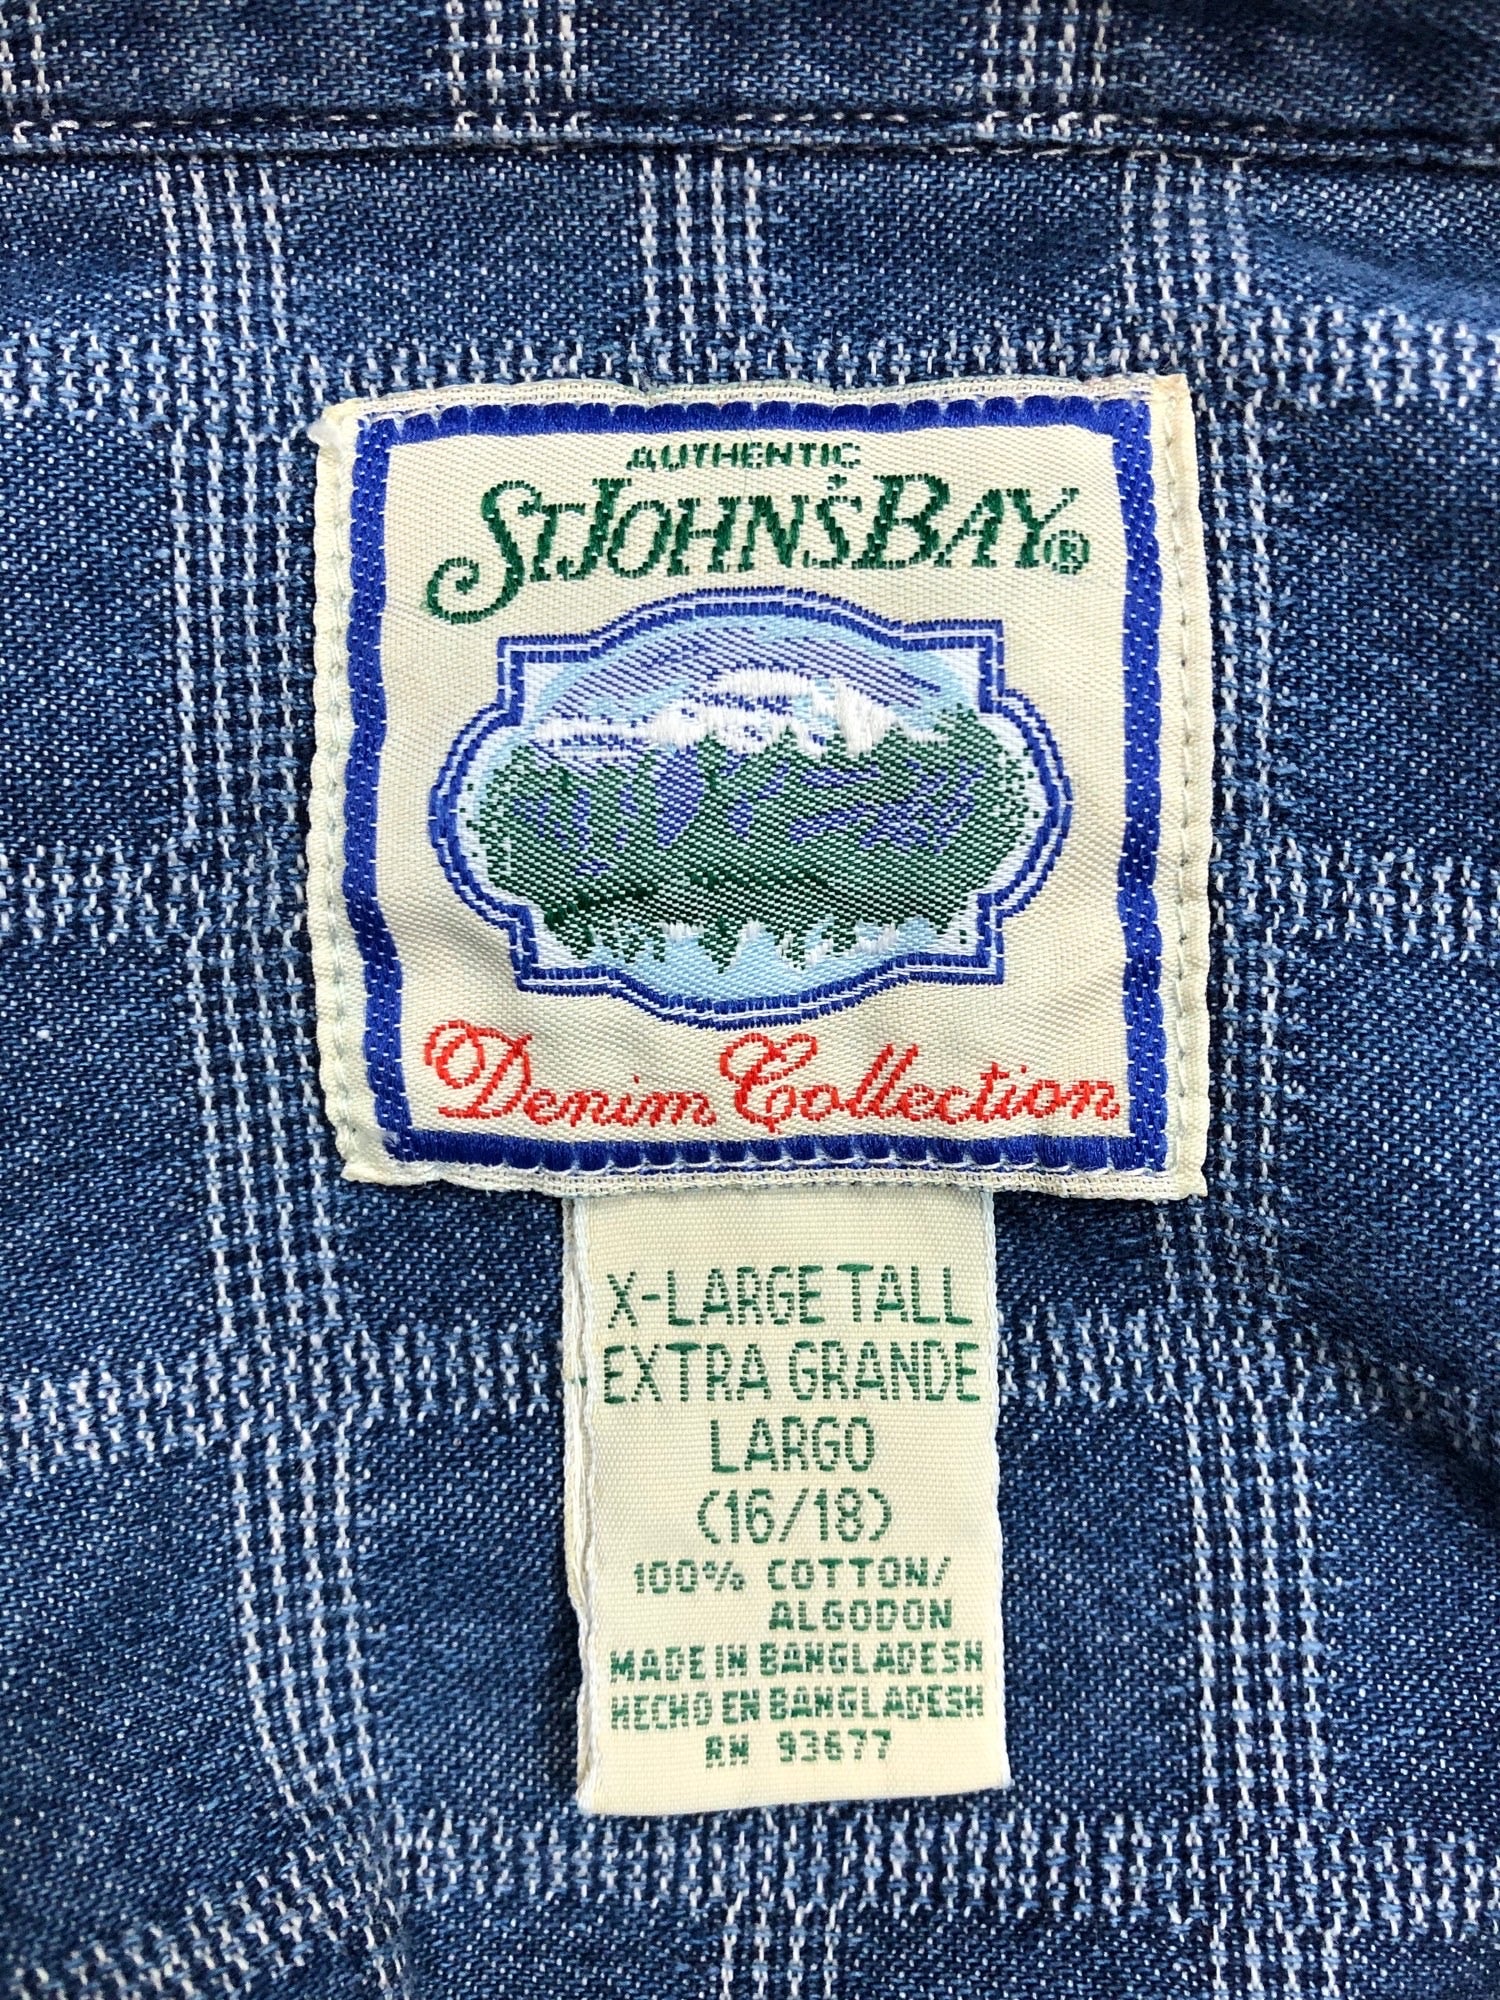 AUTHENTIC
ST.JOHN'S BAY®
Denim Collection
X-LARGE TALL
EXTRA GRANDE
LARGO
(16/18)
100% COTTON/
ALGODON
MADE IN BANGLADESH
HECHO EN BANGLADESH
RN 93677